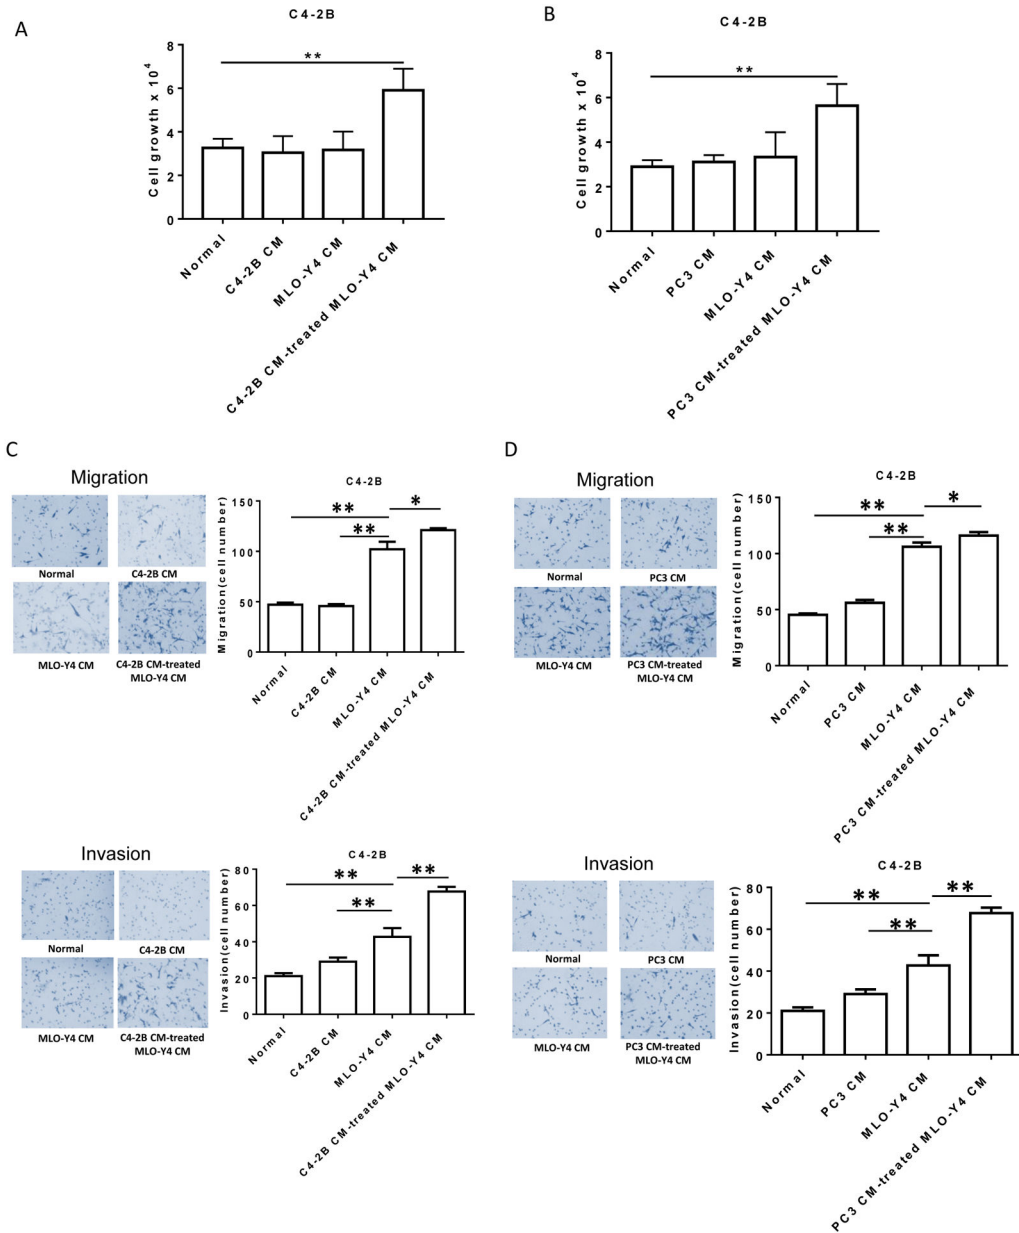 A
C4-2B
Cell growth x 10^4
8
6
4
2
0
**
Normal
C4-2B CM
MLO-Y4 CM
C4-2B CM-treated MLO-Y4 CM
B
C4-2B
Cell growth x 10^4
8
6
4
2
0
**
Normal
PC3 CM
MLO-Y4 CM
PC3 CM-treated MLO-Y4 CM
C
Migration
Normal
C4-2B CM
MLO-Y4 CM
C4-2B CM-treated
MLO-Y4 CM
C4-2B
Migration(cell number)
150
100
50
0
**
**
*
Normal
C4-2B CM
MLO-Y4 CM
C4-2B CM-treated MLO-Y4 CM
D
Migration
Normal
PC3 CM
MLO-Y4 CM
PC3 CM-treated
MLO-Y4 CM
C4-2B
Migration(cell number)
150
100
50
0
**
**
*
Normal
PC3 CM
MLO-Y4 CM
PC3 CM-treated MLO-Y4 CM
Invasion
Normal
C4-2B CM
MLO-Y4 CM
C4-2B CM-treated
MLO-Y4 CM
C4-2B
Invasion(cell number)
80
60
40
20
0
**
**
**
Normal
C4-2B CM
MLO-Y4 CM
C4-2B CM-treated MLO-Y4 CM
Invasion
Normal
PC3 CM
MLO-Y4 CM
PC3 CM-treated
MLO-Y4 CM
C4-2B
Invasion(cell number)
80
60
40
20
0
**
**
**
Normal
PC3 CM
MLO-Y4 CM
PC3 CM-treated MLO-Y4 CM